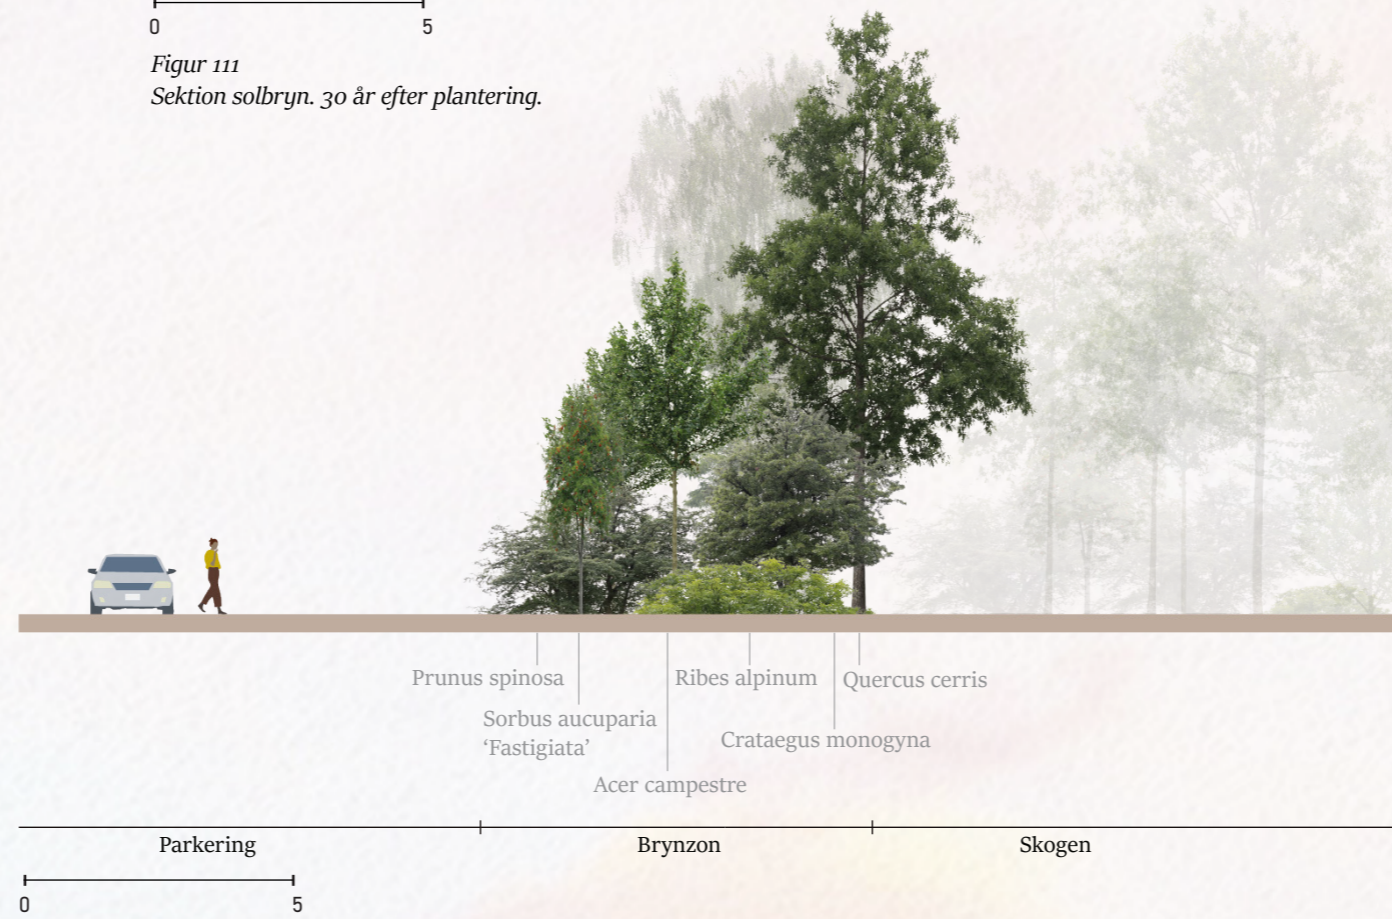 0 5
Figur 111
Sektion solbryn. 30 år efter plantering.
Prunus spinosa
Ribes alpinum
Quercus cerris
Sorbus aucuparia
‘Fastigiata’
Crataegus monogyna
Acer campestre
Parkering
Brynzon
Skogen
0 5